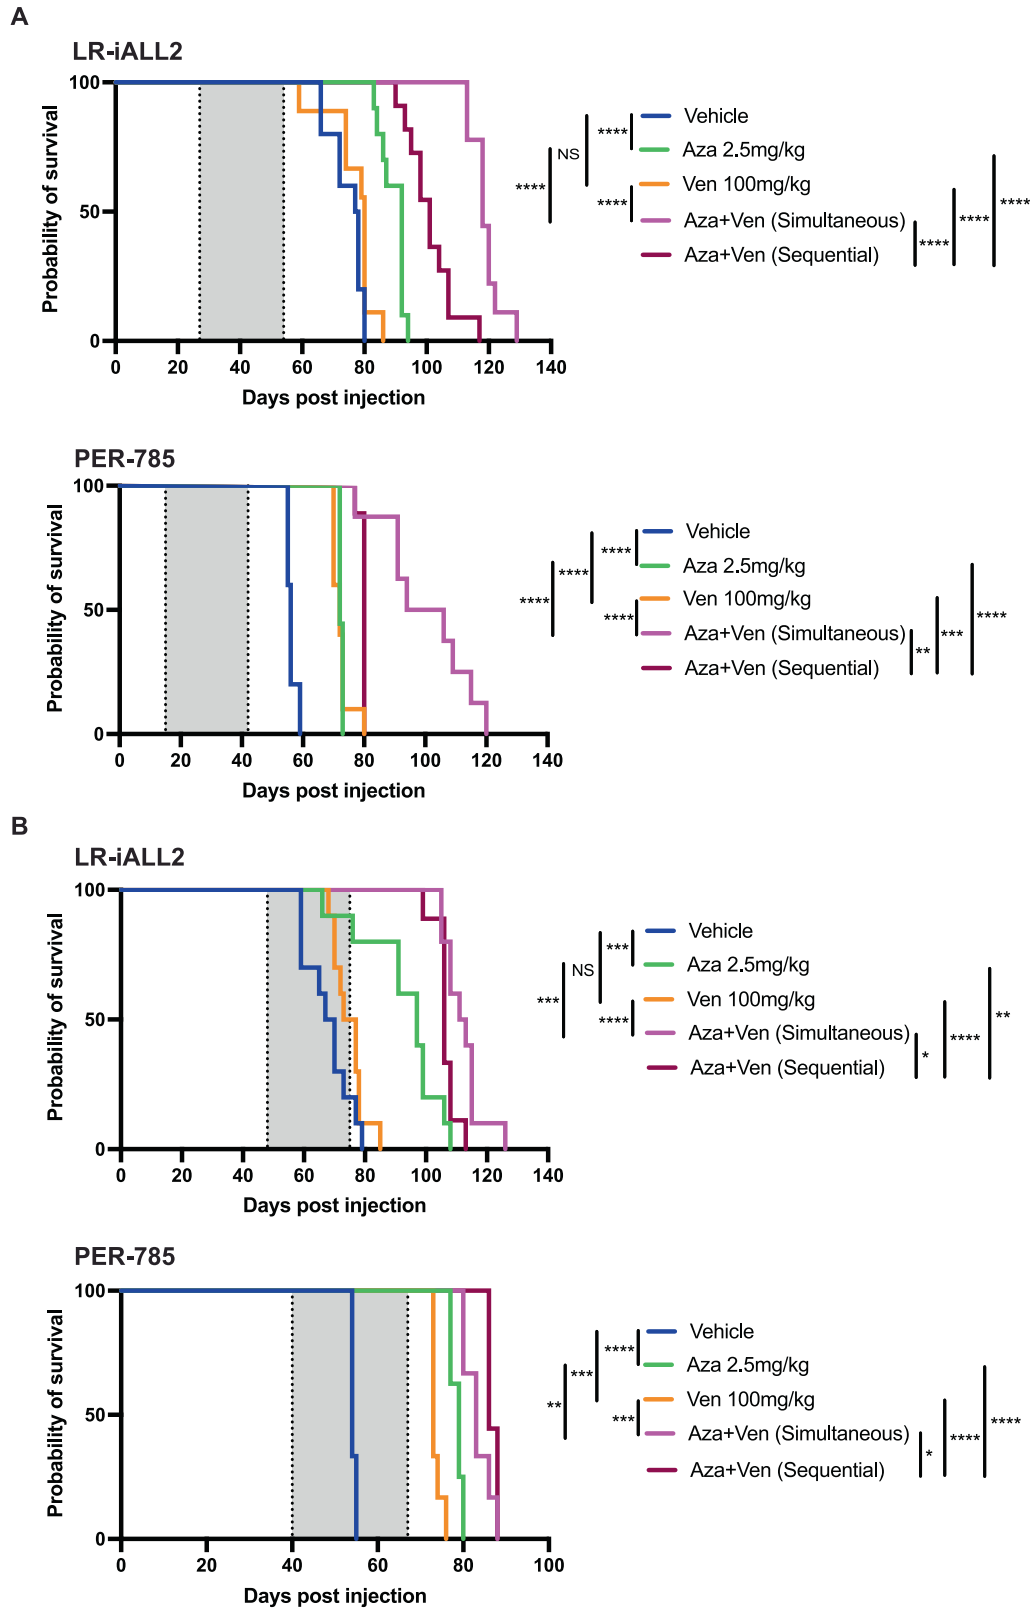 A
LR-iALL2
Probability of survival
100
50
0
0 20 40 60 80 100 120 140
Days post injection
Vehicle
Aza 2.5mg/kg
Ven 100mg/kg
Aza+Ven (Simultaneous)
Aza+Ven (Sequential)
**** NS **** **** **** **** ****
PER-785
Probability of survival
100
50
0
0 20 40 60 80 100 120 140
Days post injection
Vehicle
Aza 2.5mg/kg
Ven 100mg/kg
Aza+Ven (Simultaneous)
Aza+Ven (Sequential)
**** **** **** **** ** *** ****
B
LR-iALL2
Probability of survival
100
50
0
0 20 40 60 80 100 120 140
Days post injection
Vehicle
Aza 2.5mg/kg
Ven 100mg/kg
Aza+Ven (Simultaneous)
Aza+Ven (Sequential)
*** NS *** **** * **** **
PER-785
Probability of survival
100
50
0
0 20 40 60 80 100
Days post injection
Vehicle
Aza 2.5mg/kg
Ven 100mg/kg
Aza+Ven (Simultaneous)
Aza+Ven (Sequential)
** *** **** *** * **** ****